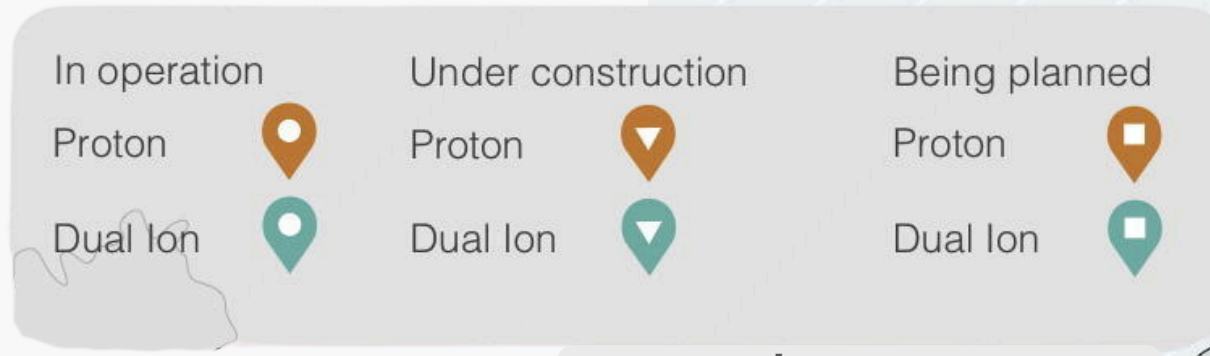 In operation
Proton
Dual Ion
Under construction
Proton
Dual Ion
Being planned
Proton
Dual Ion